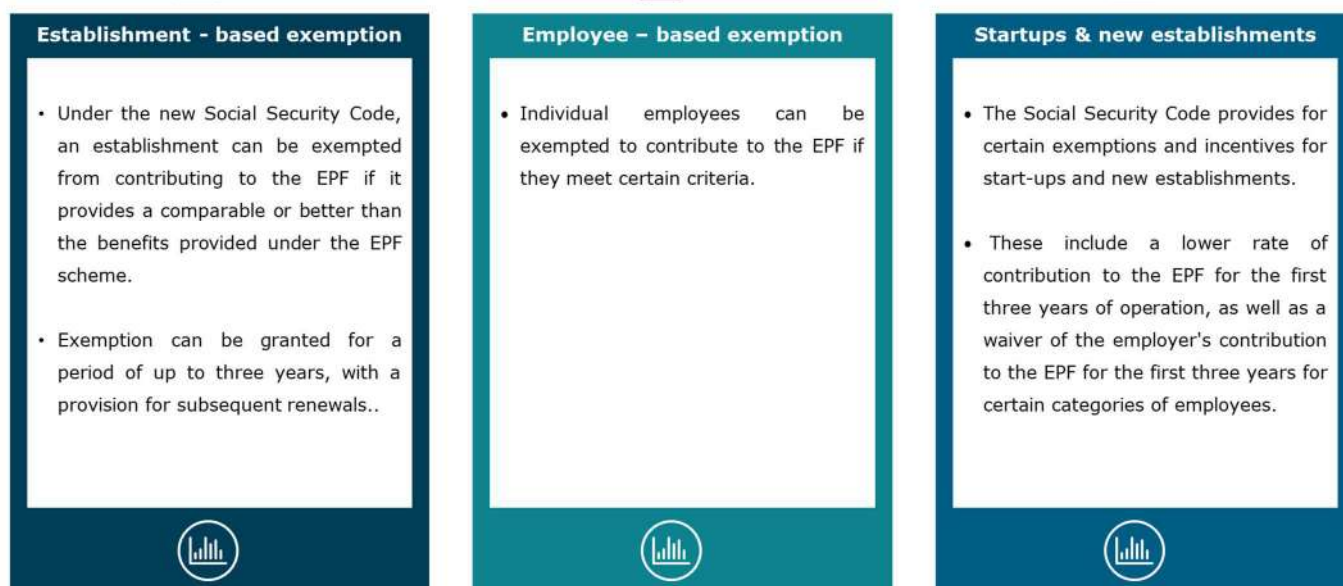 Establishment - based exemption
• Under the new Social Security Code,
an establishment can be exempted
from contributing to the EPF if it
provides a comparable or better than
the benefits provided under the EPF
scheme.
• Exemption can be granted for a
period of up to three years, with a
provision for subsequent renewals..
Employee – based exemption
• Individual employees can be
exempted to contribute to the EPF if
they meet certain criteria.
Startups & new establishments
• The Social Security Code provides for
certain exemptions and incentives for
start-ups and new establishments.
• These include a lower rate of
contribution to the EPF for the first
three years of operation, as well as a
waiver of the employer's contribution
to the EPF for the first three years for
certain categories of employees.